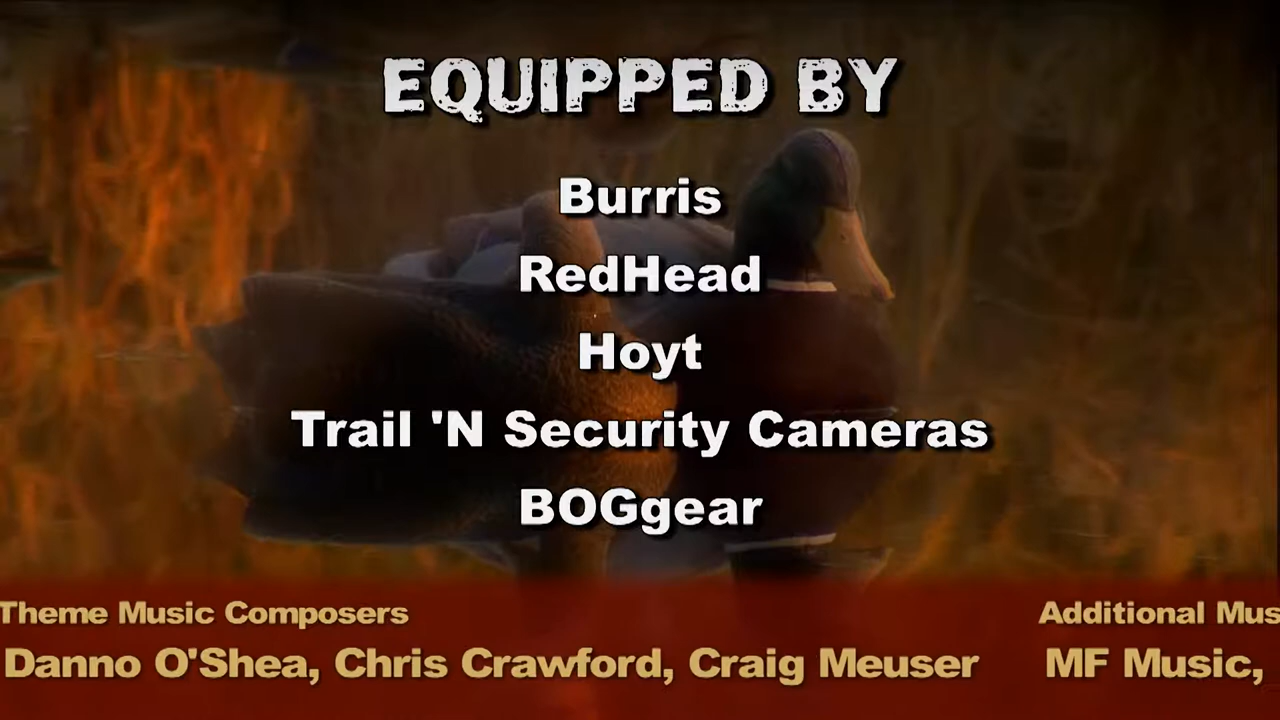 EQUIPPED BY
Burris
RedHead
Hoyt
Trail 'N Security Cameras
BOGgear
Theme Music Composers
Danno O'Shea, Chris Crawford, Craig Meuser
Additional
MF Music,